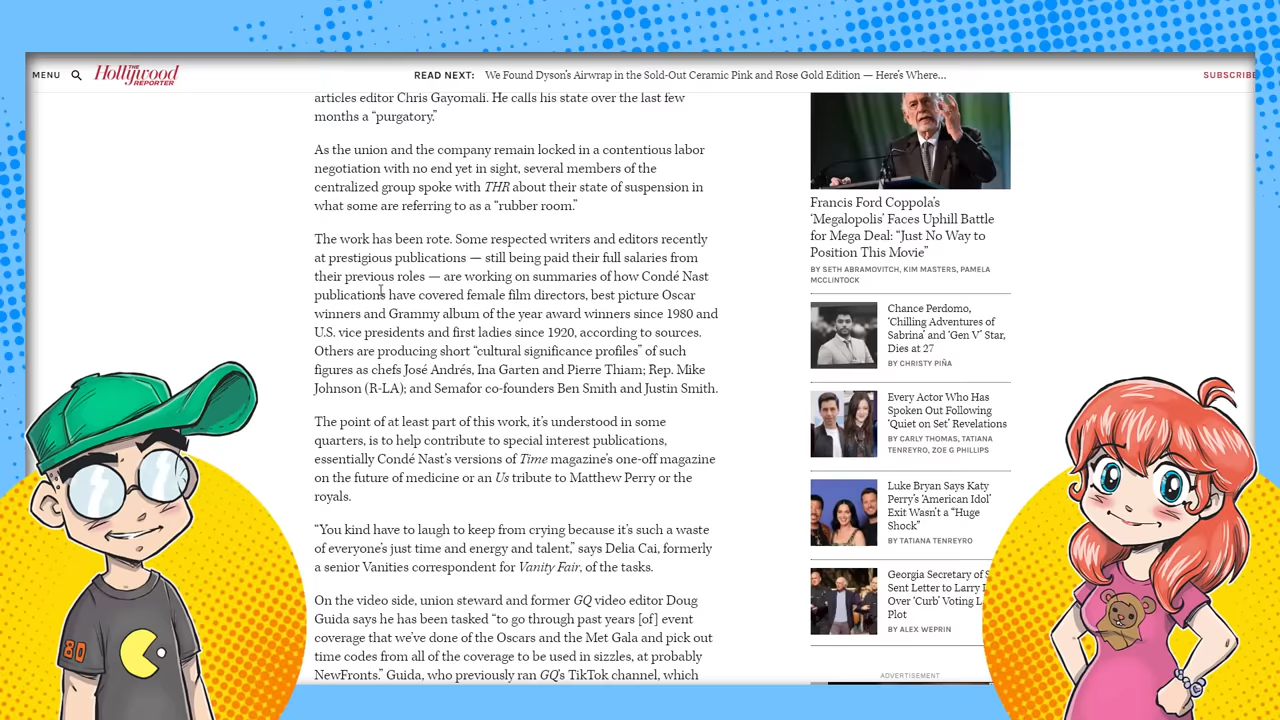 MENU
THE
Hollywood
REPORTER
READ NEXT: We Found Dyson's Airwrap in the Sold-Out Ceramic Pink and Rose Gold Edition — Here's Where...
SUBSCRIBE
articles editor Chris Gayomali. He calls his state over the last few
months a “purgatory.”
As the union and the company remain locked in a contentious labor
negotiation with no end yet in sight, several members of the
centralized group spoke with THR about their state of suspension in
what some are referring to as a “rubber room.”
The work has been rote. Some respected writers and editors recently
at prestigious publications — still being paid their full salaries from
their previous roles — are working on summaries of how Condé Nast
publications have covered female film directors, best picture Oscar
winners and Grammy album of the year award winners since 1980 and
U.S. vice presidents and first ladies since 1920, according to sources.
Others are producing short “cultural significance profiles” of such
figures as chefs José Andrés, Ina Garten and Pierre Thiam; Rep. Mike
Johnson (R-LA); and Semafor co-founders Ben Smith and Justin Smith.
The point of at least part of this work, it's understood in some
quarters, is to help contribute to special interest publications,
essentially Condé Nast's versions of Time magazine's one-off magazine
on the future of medicine or an Us tribute to Matthew Perry or the
royals.
“You kind have to laugh to keep from crying because it's such a waste
of everyone's just time and energy and talent,” says Delia Cai, formerly
a senior Vanities correspondent for Vanity Fair, of the tasks.
On the video side, union steward and former GQ video editor Doug
Guida says he has been tasked “to go through past years [of] event
coverage that we've done of the Oscars and the Met Gala and pick out
time codes from all of the coverage to be used in sizzles, at probably
NewFronts.” Guida, who previously ran GQ's TikTok channel, which
Francis Ford Coppola's
‘Megalopolis’ Faces Uphill Battle
for Mega Deal: “Just No Way to
Position This Movie”
BY SETH ABRAMOVITCH, KIM MASTERS, PAMELA
MCCLINTOCK
Chance Perdomo,
‘Chilling Adventures of
Sabrina’ and ‘Gen V’ Star,
Dies at 27
BY CHRISTY PIÑA
Every Actor Who Has
Spoken Out Following
‘Quiet on Set’ Revelations
BY CARLY THOMAS, TATIANA
TENREYRO, ZOE G PHILLIPS
Luke Bryan Says Katy
Perry's ‘American Idol’
Exit Wasn't a “Huge
Shock”
BY TATIANA TENREYRO
Georgia Secretary of
Sent Letter to Larry
Over ‘Curb’ Voting
Plot
BY ALEX WEPRIN
ADVERTISEMENT
80